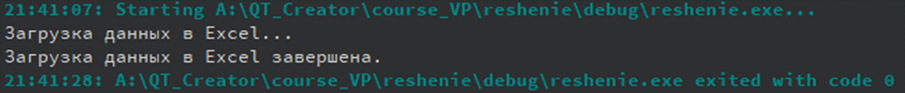 21:41:07: Starting A:\QT_Creator\course_VP\reshenie\debug\reshenie.exe...
Загрузка данных в Excel...
Загрузка данных в Excel завершена.
21:41:28: A:\QT_Creator\course_VP\reshenie\debug\reshenie.exe exited with code 0